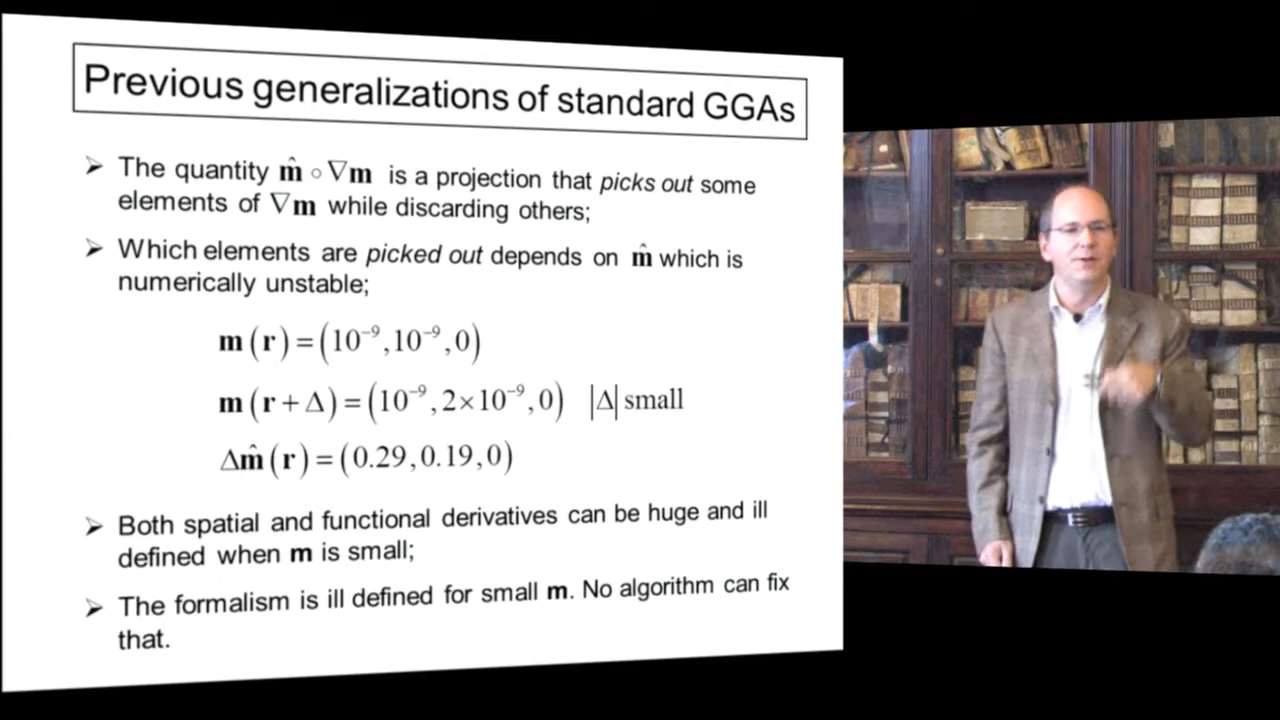 Previous generalizations of standard GGAs
➢ The quantity m̂ ∘ ∇m is a projection that picks out some
elements of ∇m while discarding others;
➢ Which elements are picked out depends on m̂ which is
numerically unstable;
m(r) = (10⁻⁹, 10⁻⁹, 0)
m(r + Δ) = (10⁻⁹, 2×10⁻⁹, 0) |Δ| small
Δm̂(r) = (0.29, 0.19, 0)
➢ Both spatial and functional derivatives can be huge and ill
defined when m is small;
➢ The formalism is ill defined for small m. No algorithm can fix
that.